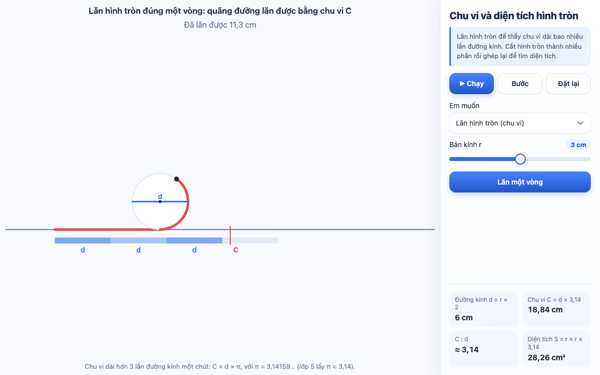 Lăn hình tròn đúng một vòng: quãng đường lăn được bằng chu vi C
Đã lăn được 11,3 cm
d
d
d
d
C
Chu vi dài hơn 3 lần đường kính một chút: C = d × π, với π = 3,14159... (lớp 5 lấy π = 3,14).
Chu vi và diện tích hình tròn
Lăn hình tròn để thấy chu vi dài bao nhiêu
lần đường kính. Cắt hình tròn thành nhiều
phần rồi ghép lại để tìm diện tích.
Chạy
Bước
Đặt lại
Em muốn
Lăn hình tròn (chu vi)
Bán kính r
3 cm
Lăn một vòng
Đường kính d = r ×
2
6 cm
Chu vi C = d × 3,14
18,84 cm
C : d
≈ 3,14
Diện tích S = r × r ×
3,14
28,26 cm²